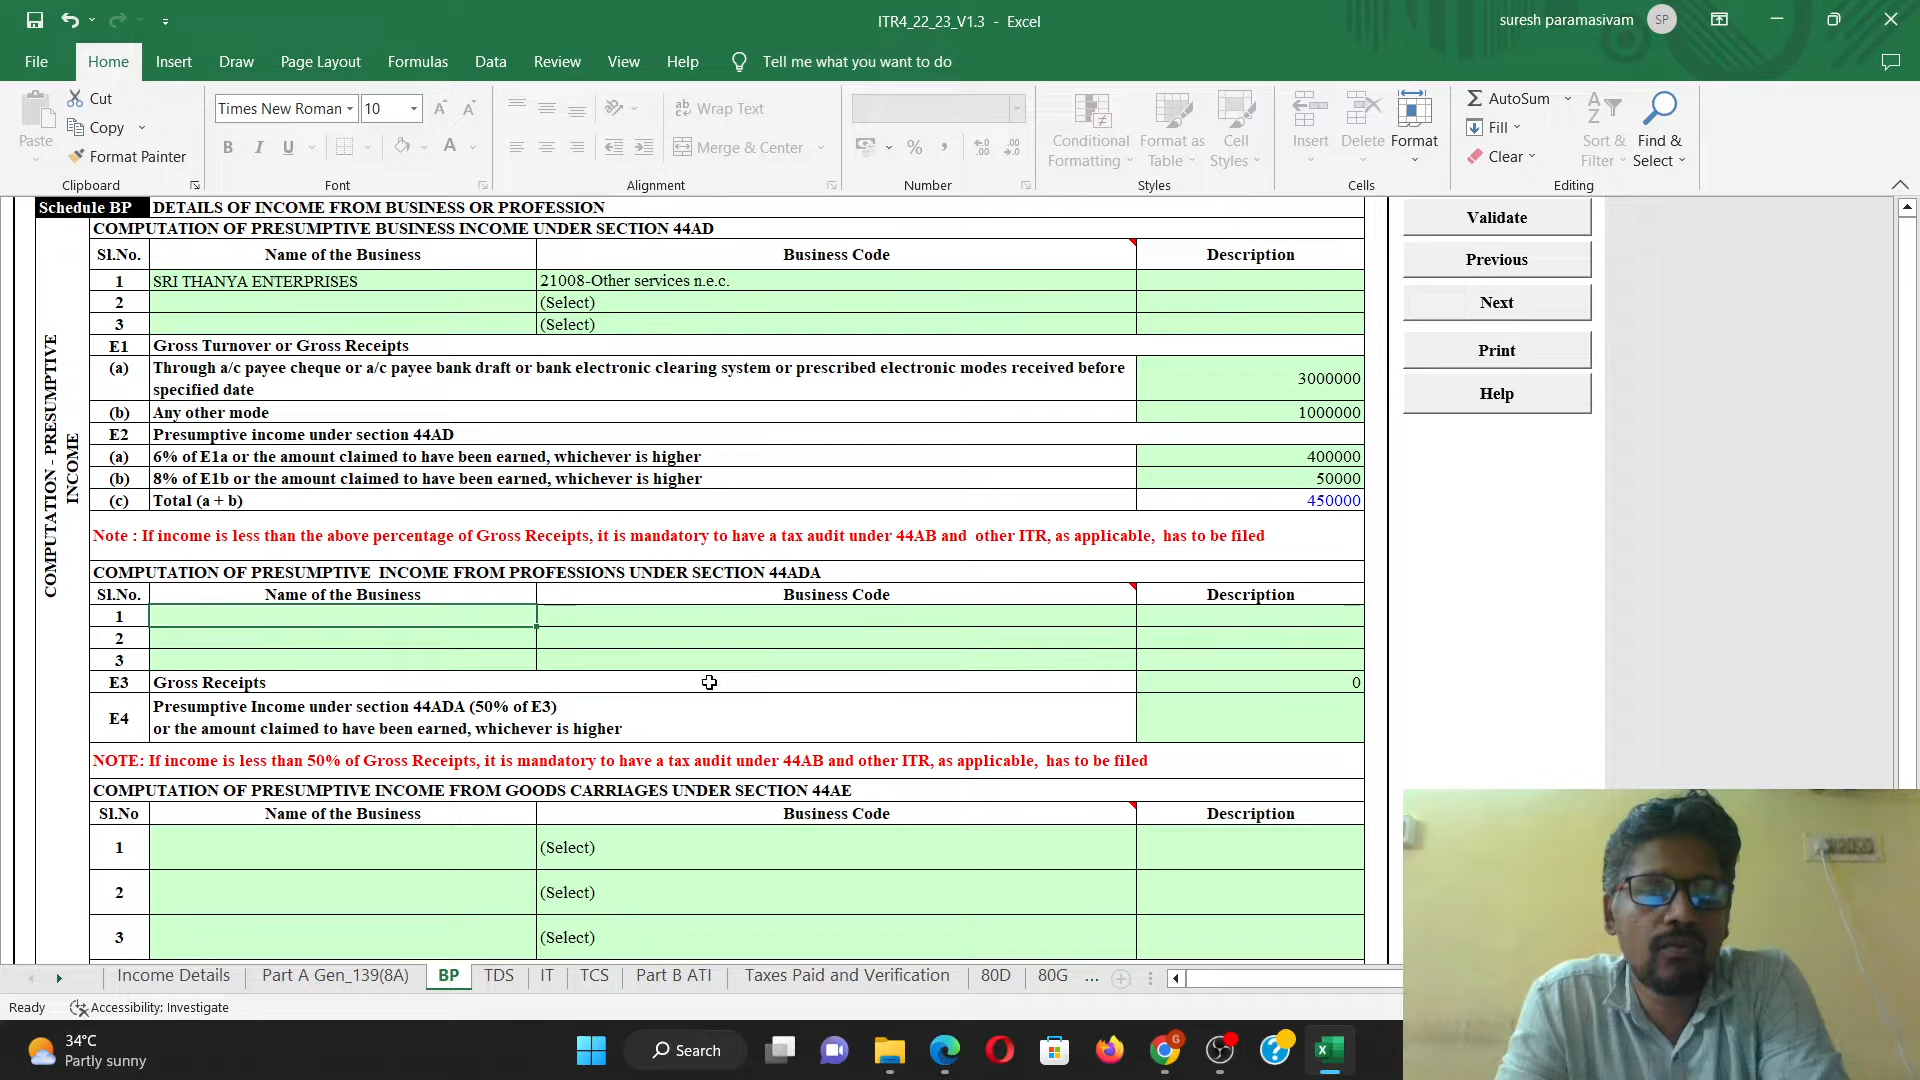 ITR4_22_23_V1.3 - Excel
suresh paramasivam SP
File Home Insert Draw Page Layout Formulas Data Review View Help Tell me what you want to do
Paste
Cut
Copy
Format Painter
Clipboard
Times New Roman 10
B I U
Font
Wrap Text
Merge & Center
Alignment
%
Number
Conditional Formatting
Format as Table
Cell Styles
Styles
Insert Delete Format
Cells
AutoSum
Fill
Clear
Sort & Filter
Find & Select
Editing
Schedule BP DETAILS OF INCOME FROM BUSINESS OR PROFESSION
COMPUTATION - PRESUMPTIVE
INCOME
COMPUTATION OF PRESUMPTIVE BUSINESS INCOME UNDER SECTION 44AD
Sl.No. Name of the Business Business Code Description
1 SRI THANYA ENTERPRISES 21008-Other services n.e.c.
2 (Select)
3 (Select)
E1 Gross Turnover or Gross Receipts
(a) Through a/c payee cheque or a/c payee bank draft or bank electronic clearing system or prescribed electronic modes received before
specified date 3000000
(b) Any other mode 1000000
E2 Presumptive income under section 44AD
(a) 6% of E1a or the amount claimed to have been earned, whichever is higher 400000
(b) 8% of E1b or the amount claimed to have been earned, whichever is higher 50000
(c) Total (a + b) 450000
Note : If income is less than the above percentage of Gross Receipts, it is mandatory to have a tax audit under 44AB and other ITR, as applicable, has to be filed
COMPUTATION OF PRESUMPTIVE INCOME FROM PROFESSIONS UNDER SECTION 44ADA
Sl.No. Name of the Business Business Code Description
1
2
3
E3 Gross Receipts 0
E4 Presumptive Income under section 44ADA (50% of E3)
or the amount claimed to have been earned, whichever is higher
NOTE: If income is less than 50% of Gross Receipts, it is mandatory to have a tax audit under 44AB and other ITR, as applicable, has to be filed
COMPUTATION OF PRESUMPTIVE INCOME FROM GOODS CARRIAGES UNDER SECTION 44AE
Sl.No Name of the Business Business Code Description
1 (Select)
2 (Select)
3 (Select)
Validate
Previous
Next
Print
Help
Income Details Part A Gen_139(8A) BP TDS IT TCS Part B ATI Taxes Paid and Verification 80D 80G ...
Ready Accessibility: Investigate
34°C
Partly sunny
Search